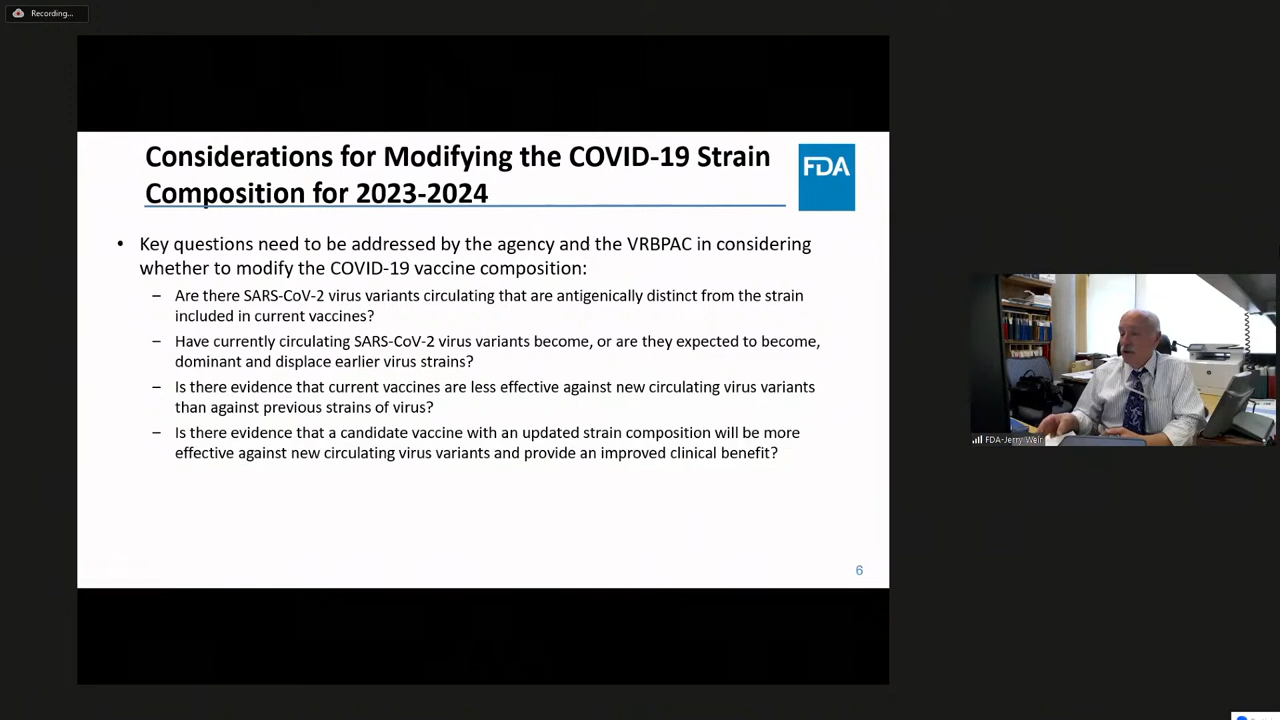 Recording...
Considerations for Modifying the COVID-19 Strain
Composition for 2023-2024
FDA
• Key questions need to be addressed by the agency and the VRBPAC in considering
whether to modify the COVID-19 vaccine composition:
– Are there SARS-CoV-2 virus variants circulating that are antigenically distinct from the strain
included in current vaccines?
– Have currently circulating SARS-CoV-2 virus variants become, or are they expected to become,
dominant and displace earlier virus strains?
– Is there evidence that current vaccines are less effective against new circulating virus variants
than against previous strains of virus?
– Is there evidence that a candidate vaccine with an updated strain composition will be more
effective against new circulating virus variants and provide an improved clinical benefit?
6
FDA-Jerry Weir